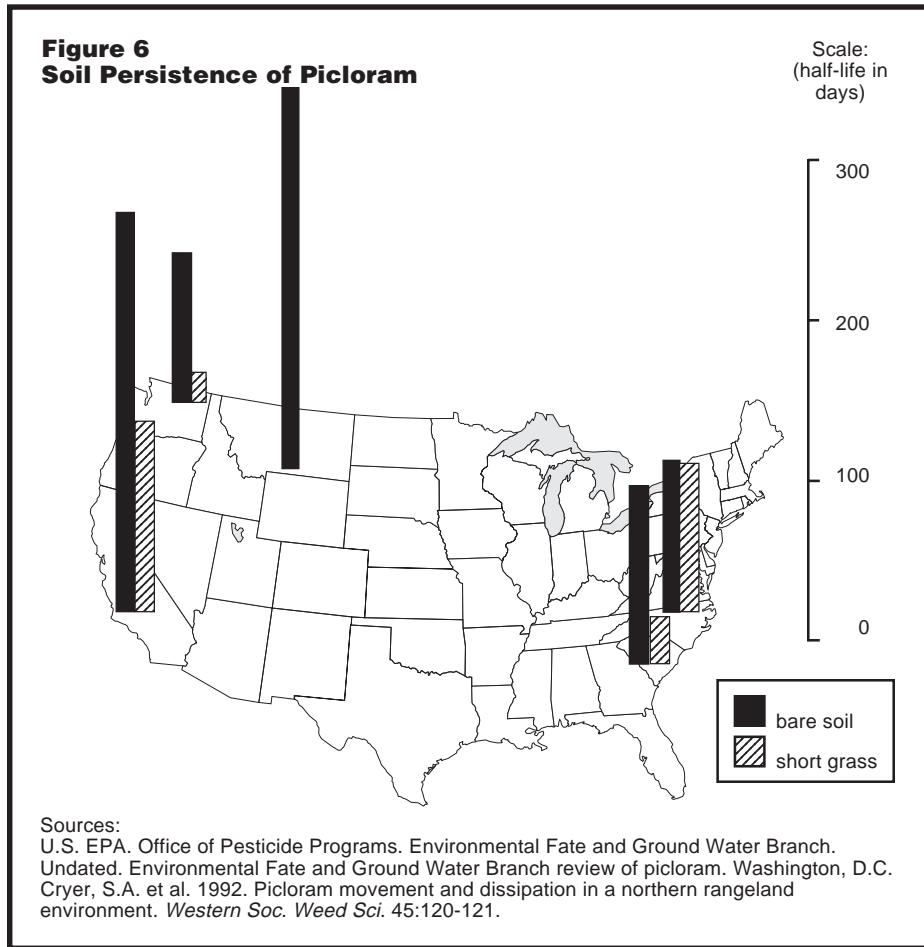 Figure 6
Soil Persistence of Picloram
Scale:
(half-life in
days)
300
200
100
0
bare soil
short grass
Sources:
U.S. EPA. Office of Pesticide Programs. Environmental Fate and Ground Water Branch.
Undated. Environmental Fate and Ground Water Branch review of picloram. Washington, D.C.
Cryer, S.A. et al. 1992. Picloram movement and dissipation in a northern rangeland
environment. Western Soc. Weed Sci. 45:120-121.